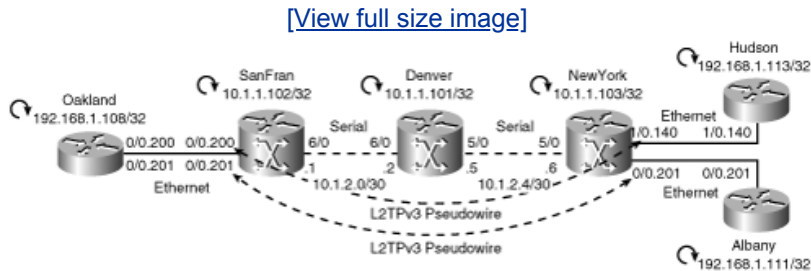 [View full size image]
Hudson
192.168.1.113/32
SanFran
10.1.1.102/32
Denver
10.1.1.101/32
NewYork
10.1.1.103/32
Oakland
192.168.1.108/32
Ethernet
Serial
Serial
0/0.200 0/0.200
6/0 6/0
5/0 5/0
1/0.140 1/0.140
0/0.201 0/0.201
.1 .2 .5 .6
0/0.201 0/0.201
Ethernet
10.1.2.0/30
10.1.2.4/30
Ethernet
L2TPv3 Pseudowire
L2TPv3 Pseudowire
Albany
192.168.1.111/32